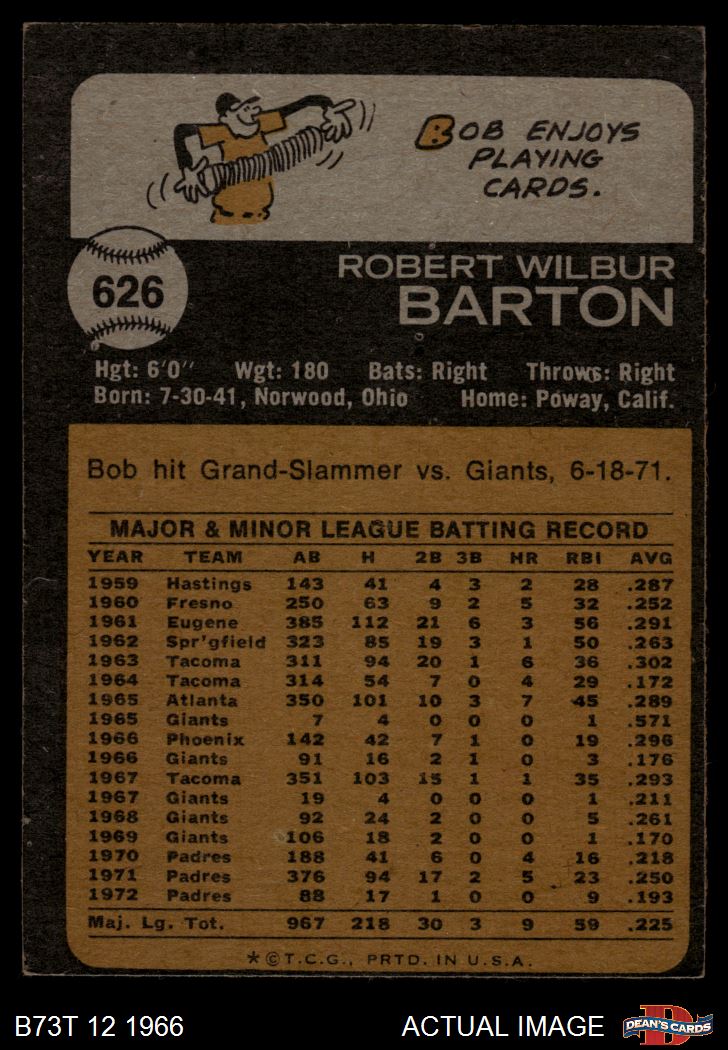 BOB ENJOYS
PLAYING
CARDS.
626
ROBERT WILBUR
BARTON
Hgt: 6'0" Wgt: 180 Bats: Right Throws: Right
Born: 7-30-41, Norwood, Ohio Home: Poway, Calif.
Bob hit Grand-Slammer vs. Giants, 6-18-71.
MAJOR & MINOR LEAGUE BATTING RECORD
YEAR TEAM AB H 2B 3B HR RBI AVG
1959 Hastings 143 41 4 3 2 28 .287
1960 Fresno 250 63 9 2 5 32 .252
1961 Eugene 385 112 21 6 3 56 .291
1962 Spr'gfield 323 85 19 3 1 50 .263
1963 Tacoma 311 94 20 1 6 36 .302
1964 Tacoma 314 54 7 0 4 29 .172
1965 Atlanta 350 101 10 3 7 45 .289
1965 Giants 7 4 0 0 0 1 .571
1966 Phoenix 142 42 7 1 0 19 .296
1966 Giants 91 16 2 1 0 3 .176
1967 Tacoma 351 103 15 1 1 35 .293
1967 Giants 19 4 0 0 0 1 .211
1968 Giants 92 24 2 0 0 5 .261
1969 Giants 106 18 2 0 0 1 .170
1970 Padres 188 41 6 0 4 16 .218
1971 Padres 376 94 17 2 5 23 .250
1972 Padres 88 17 1 0 0 9 .193
Maj. Lg. Tot. 967 218 30 3 9 59 .225
*©T.C.G., PRTD. IN U.S.A.
B73T 12 1966 ACTUAL IMAGE
D
DEAN'S CARDS